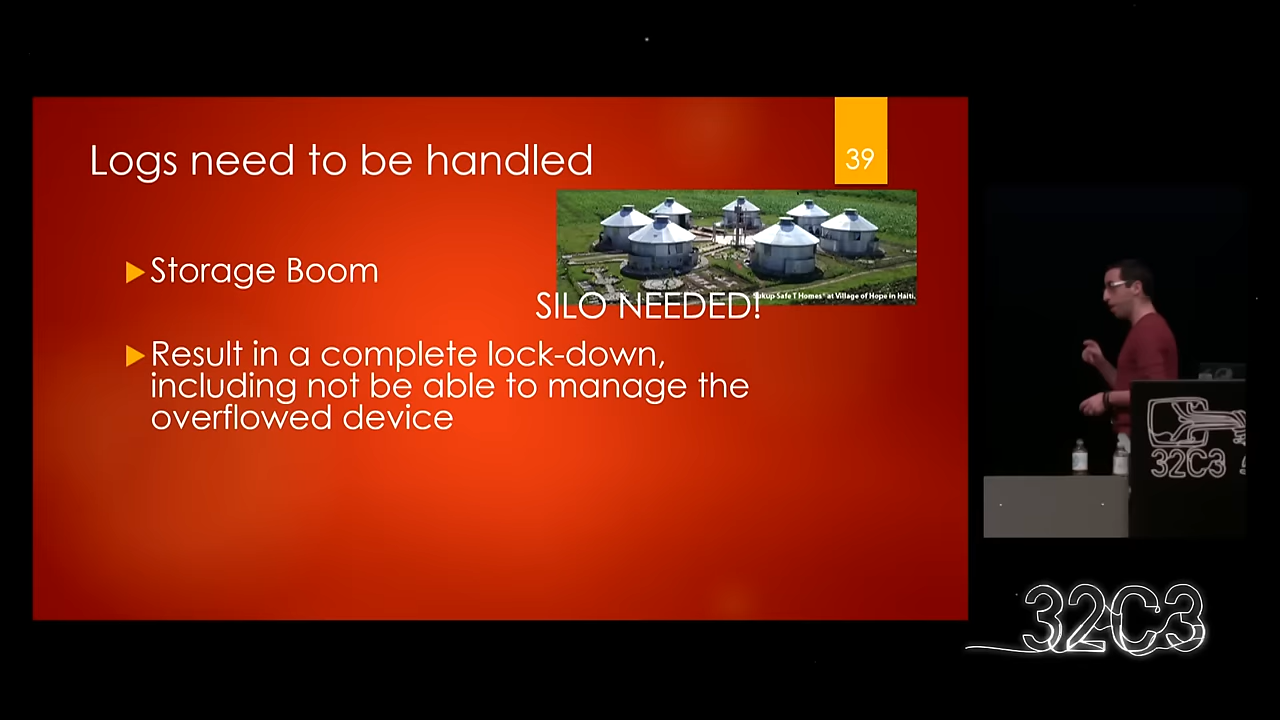 Logs need to be handled
39
Storage Boom
Sukup Safe T Homes® at Village of Hope in Haiti.
SILO NEEDED!
Result in a complete lock-down,
including not be able to manage the
overflowed device
32C3
32C3